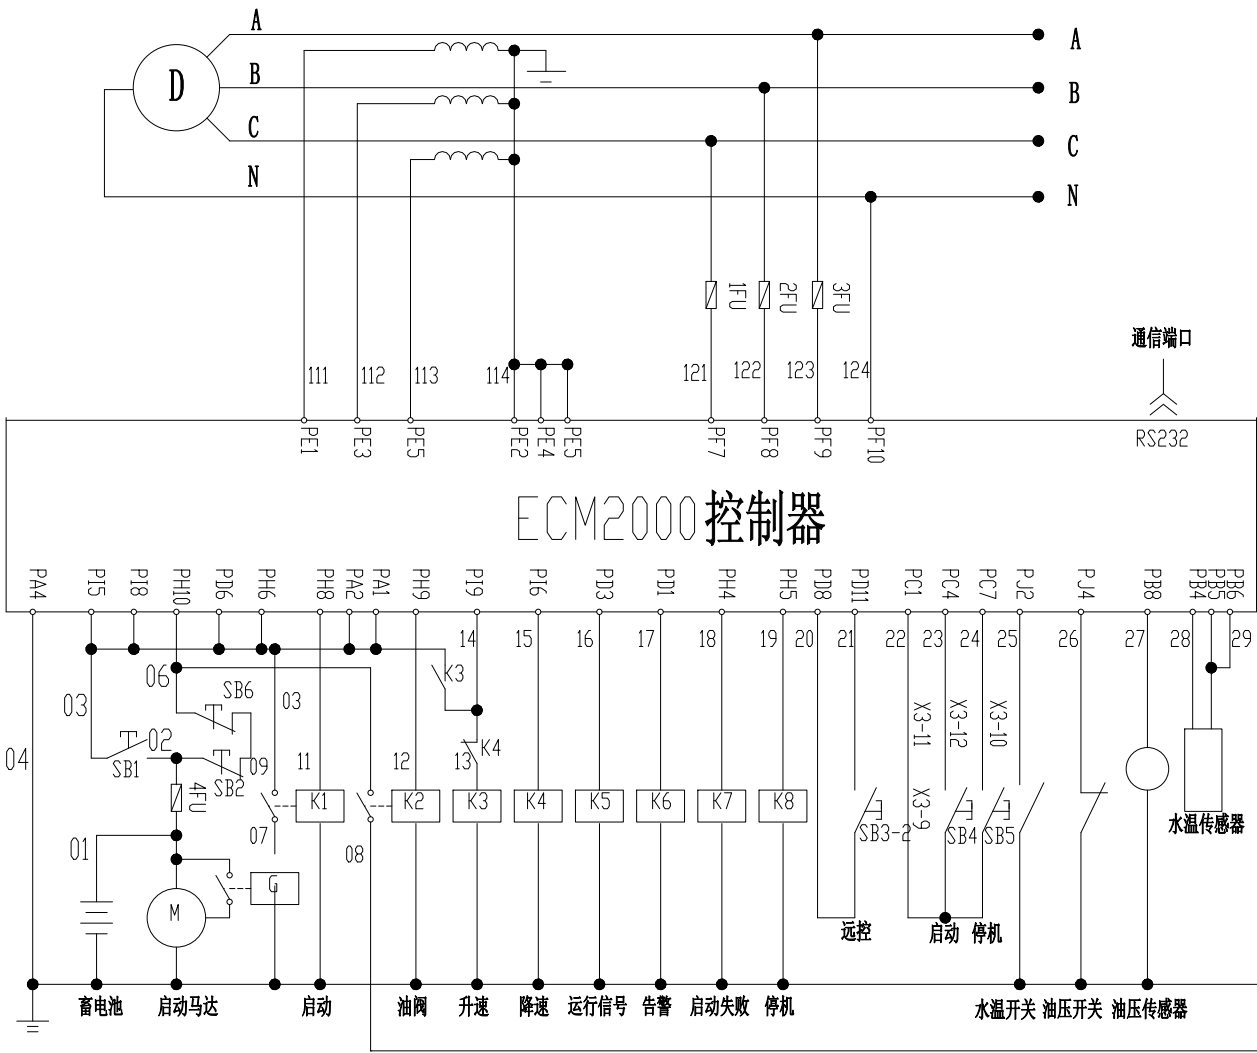 A
A
B
B
D
C
C
N
N
1FU
2FU
3FU
通信端口
111
112
113
114
121
122
123
124
RS232
PE1
PE3
PE5
PE2
PE4
PE5
PF7
PF8
PF9
PF10
ECM2000控制器
PA4
PI5
PI8
PH10
PD6
PH6
PH8
PA2
PA1
PH9
PI9
PI6
PD3
PD1
PH4
PH5
PD8
PD11
PC1
PC4
PC7
PJ2
PJ4
PB8
PB4
PB5
PB6
14
15
16
17
18
19
20
21
22
23
24
25
26
27
28
29
06
K3
SB6
03
03
X3-11
X3-12
X3-10
02
04
SB1
SB2
09
11
12
13
K4
4FU
K1
K2
K3
K4
K5
K6
K7
K8
X3-9
01
07
08
SB3-2
SB4
SB5
水温传感器
G
M
远控
启动
停机
畜电池
启动马达
启动
油阀
升速
降速
运行信号
告警
启动失败
停机
水温开关
油压开关
油压传感器